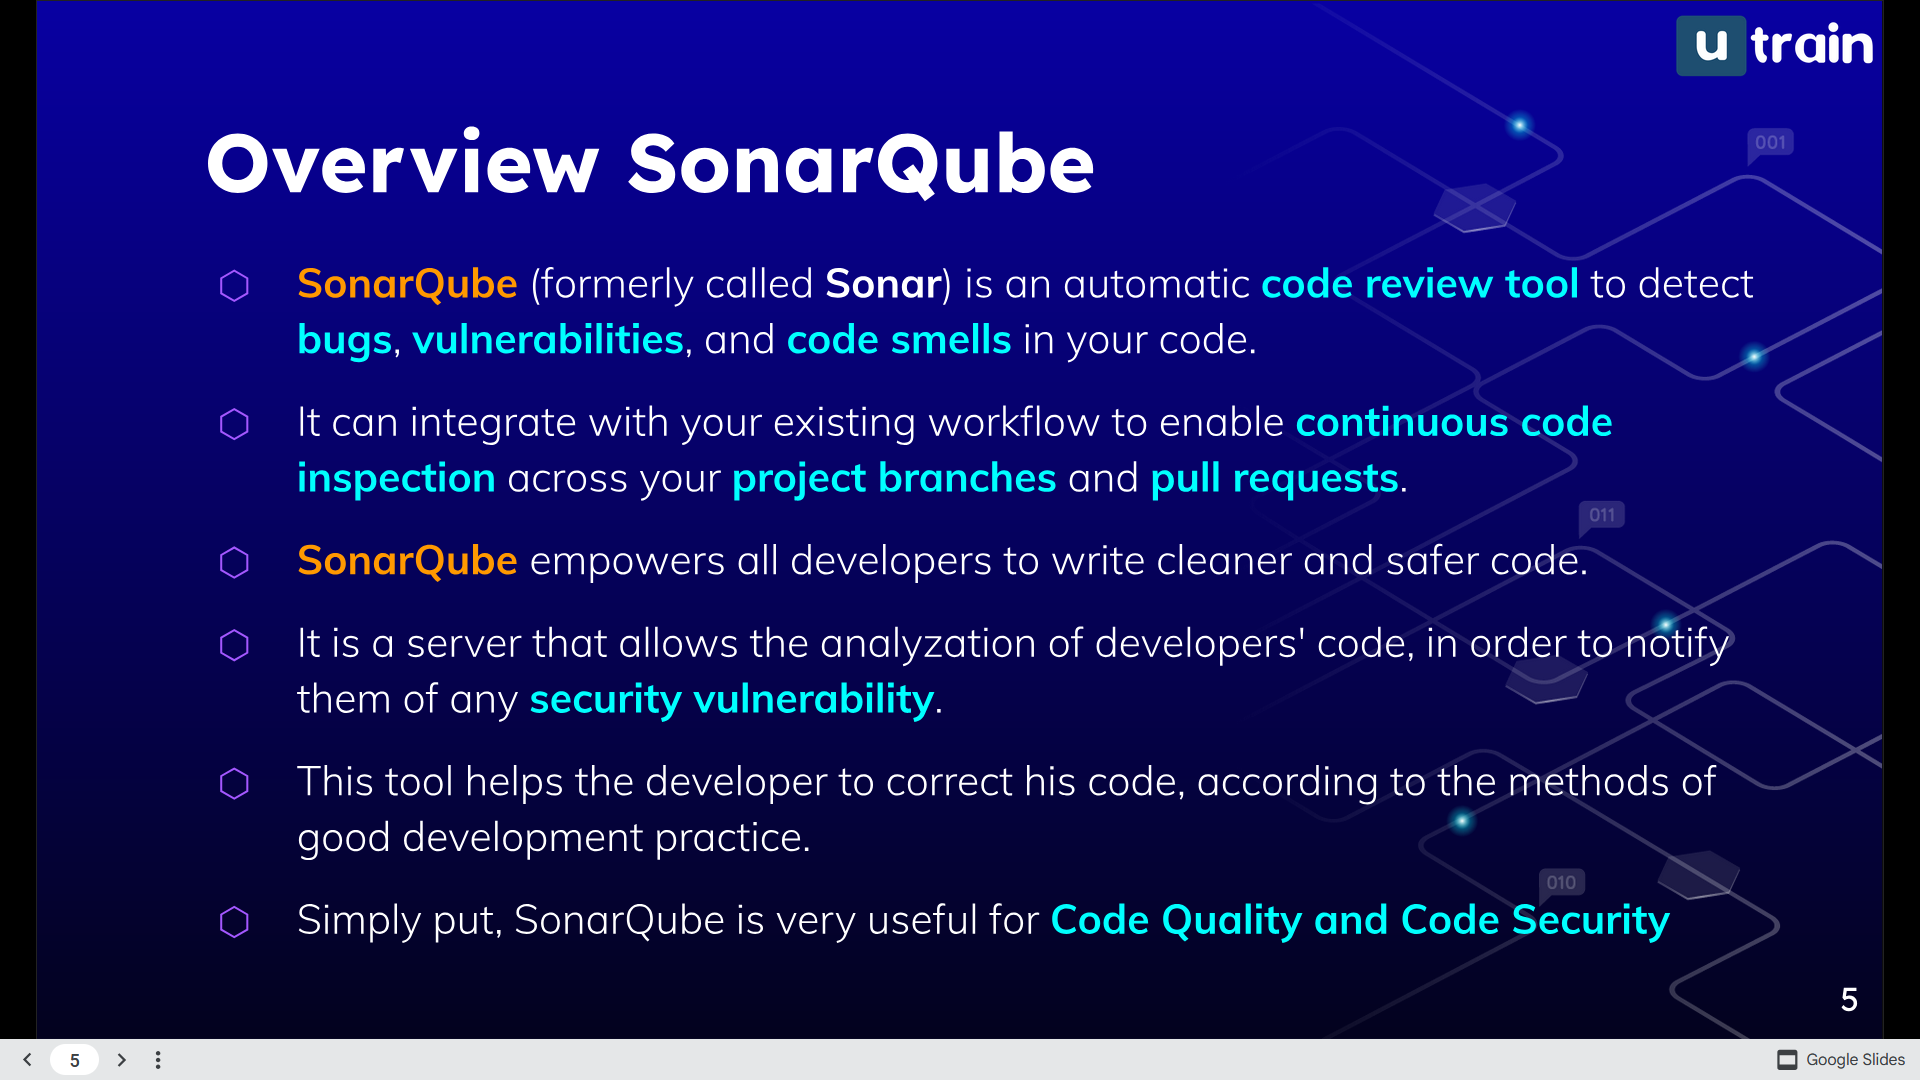 u train
Overview SonarQube
001
SonarQube (formerly called Sonar) is an automatic code review tool to detect
bugs, vulnerabilities, and code smells in your code.
It can integrate with your existing workflow to enable continuous code
inspection across your project branches and pull requests.
011
SonarQube empowers all developers to write cleaner and safer code.
It is a server that allows the analyzation of developers' code, in order to notify
them of any security vulnerability.
This tool helps the developer to correct his code, according to the methods of
good development practice.
010
Simply put, SonarQube is very useful for Code Quality and Code Security
5
5
Google Slides